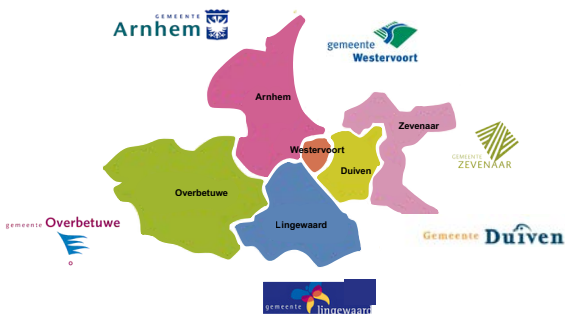 GEMEENTE
Arnhem
gemeente
Westervoort
Arnhem
Zevenaar
Westervoort
Duiven
GEMEENTE
ZEVENAAR
Overbetuwe
Lingewaard
gemeente Overbetuwe
Gemeente Duiven
gemeente lingewaard